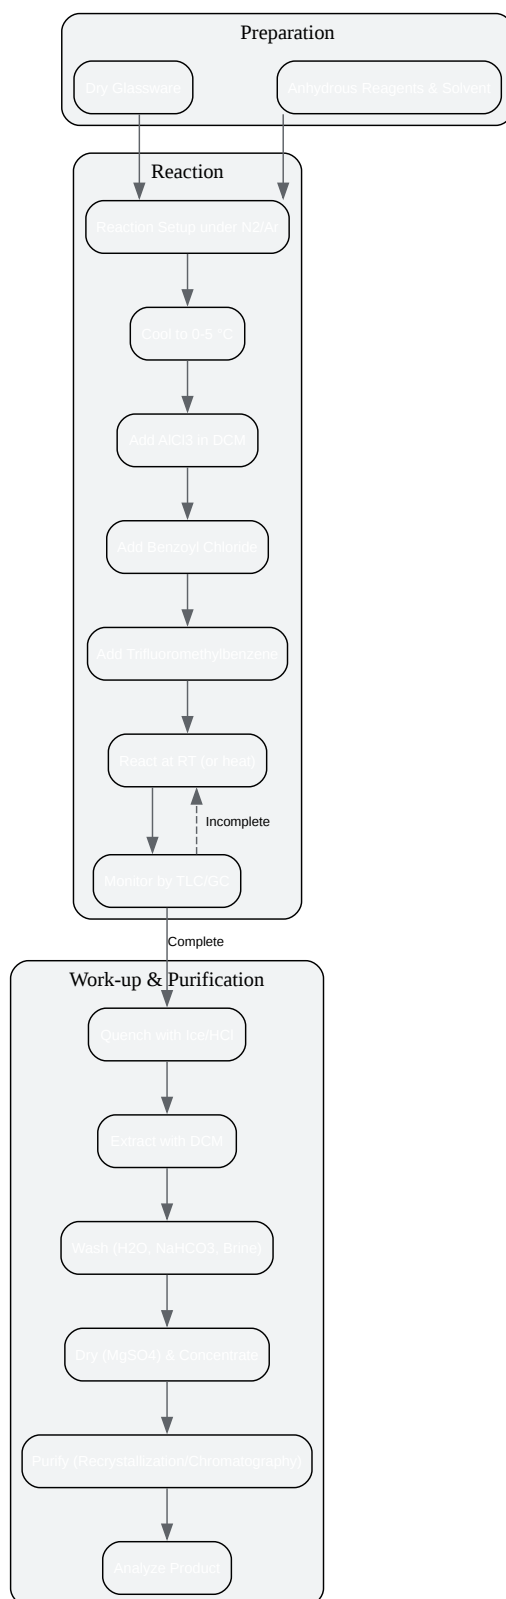 Preparation
Dry Glassware
Anhydrous Reagents & Solvent
Reaction
Reaction Setup under N2/Ar
Cool to 0-5 °C
Add AlCl3 in DCM
Add Benzoyl Chloride
Add Trifluoromethylbenzene
React at RT (or heat)
Incomplete
Monitor by TLC/GC
Complete
Work-up & Purification
Quench with Ice/HCl
Extract with DCM
Wash (H2O, NaHCO3, Brine)
Dry (MgSO4) & Concentrate
Purify (Recrystallization/Chromatography)
Analyze Product